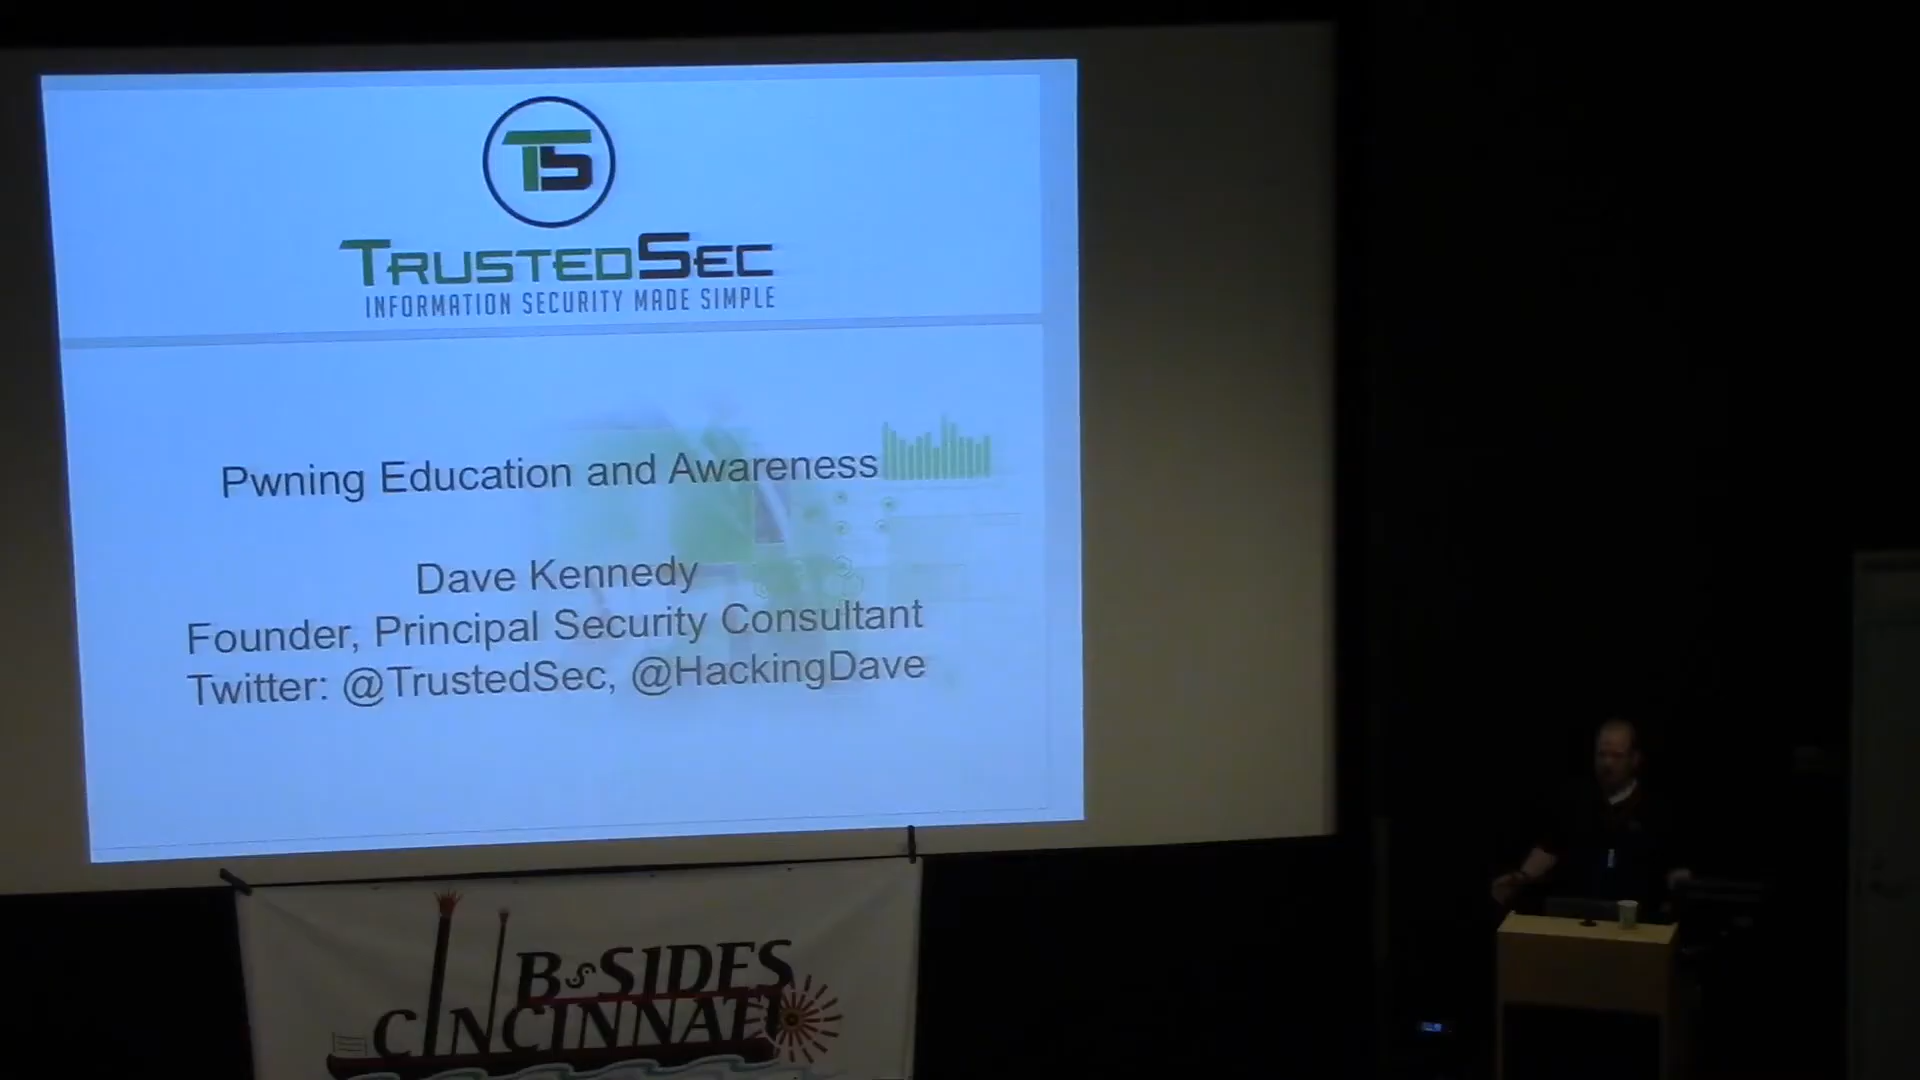 TS
TRUSTEDSEC
INFORMATION SECURITY MADE SIMPLE
Pwning Education and Awareness
Dave Kennedy
Founder, Principal Security Consultant
Twitter: @TrustedSec, @HackingDave
B-SIDES
CINCINNATI